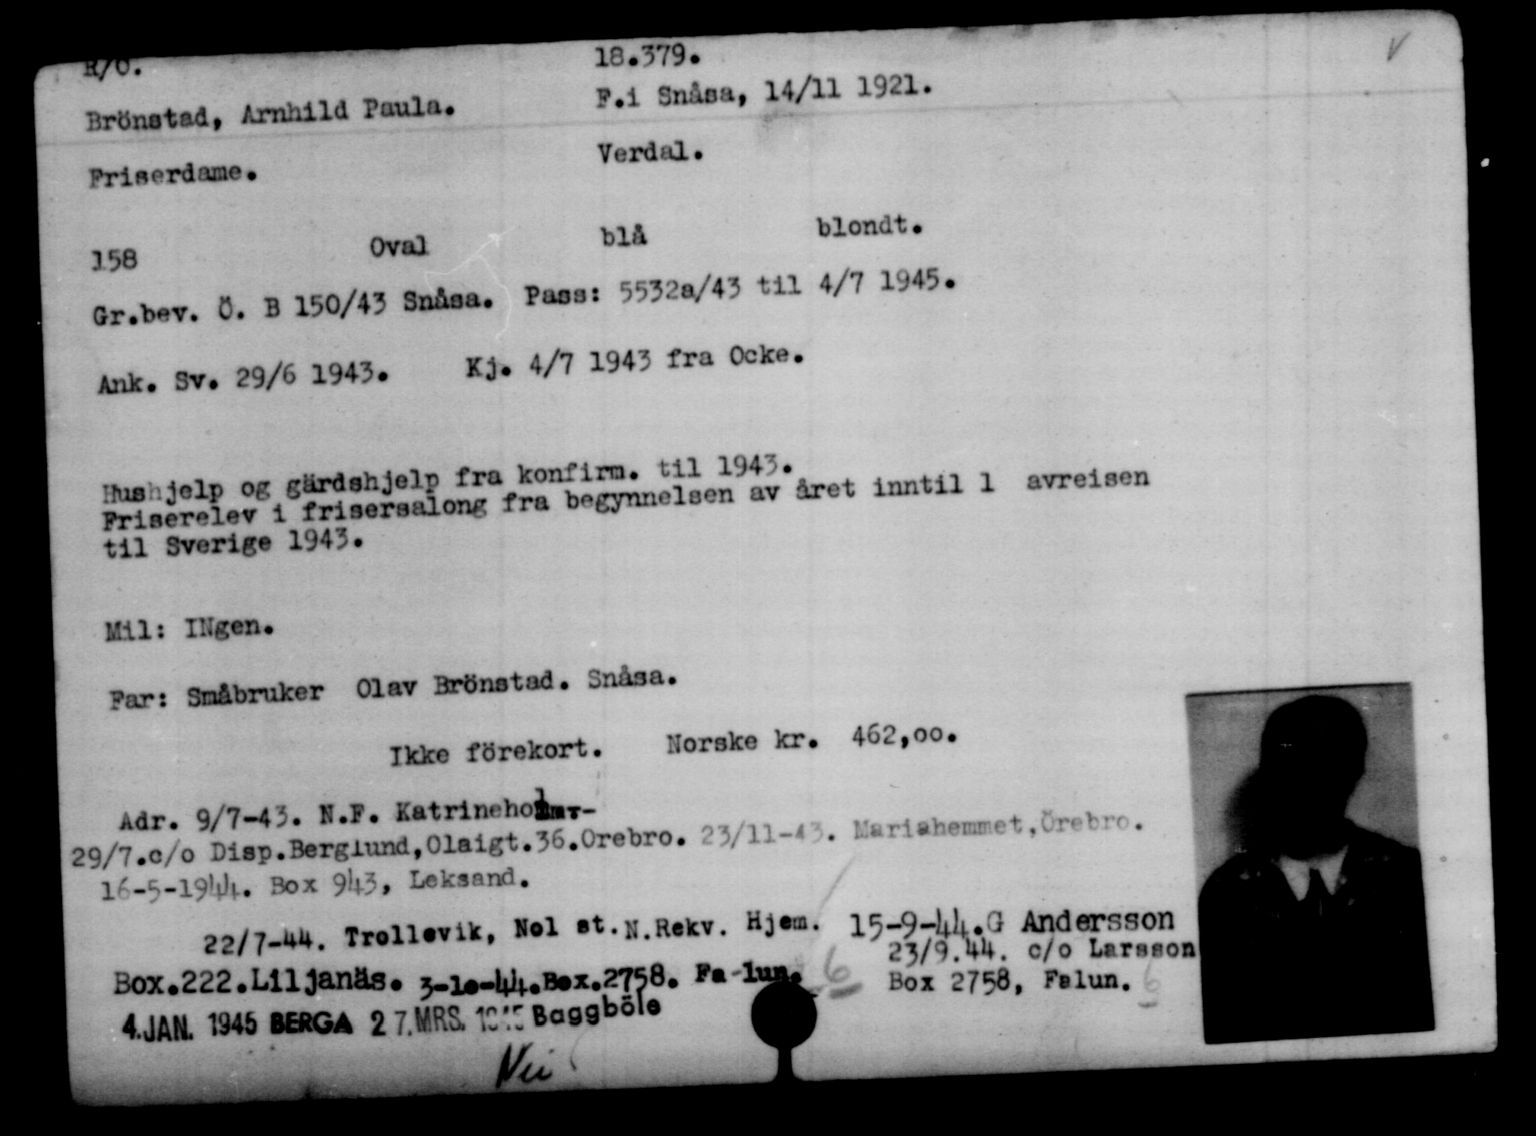 R/O. 18.379.
Brönstad, Arnhild Paula. F.i Snåsa, 14/11 1921.
Friserdame. Verdal.
158 Oval blå blondt.
Gr.bev. Ö. B 150/43 Snåsa. Pass: 5532a/43 til 4/7 1945.
Ank. Sv. 29/6 1943. Kj. 4/7 1943 fra Ocke.
Hushjelp og gärdshjelp fra konfirm. til 1943.
Friserelev i frisersalong fra begynnelsen av året inntil l avreisen
til Sverige 1943.
Mil: INgen.
Far: Småbruker Olav Brönstad. Snåsa.
Ikke förekort. Norske kr. 462,oo.
Adr. 9/7-43. N.F. Katrineholm.
29/7.c/o Disp.Berglund,Olaigt.36.Orebro. 23/11-43. Mariahemmet,Örebro.
16-5-1944. Box 943, Leksand.
22/7-44. Trollevik, Nol st. N.Rekv. Hjem. 15-9-44.G Andersson
23/9.44. c/o Larsson
Box.222.Liljanäs. 3-10-44.Box.2758. Fa-lun. 6 Box 2758, Falun. 6
4.JAN. 1945 BERGA 27.MRS. 1945 Baggböle